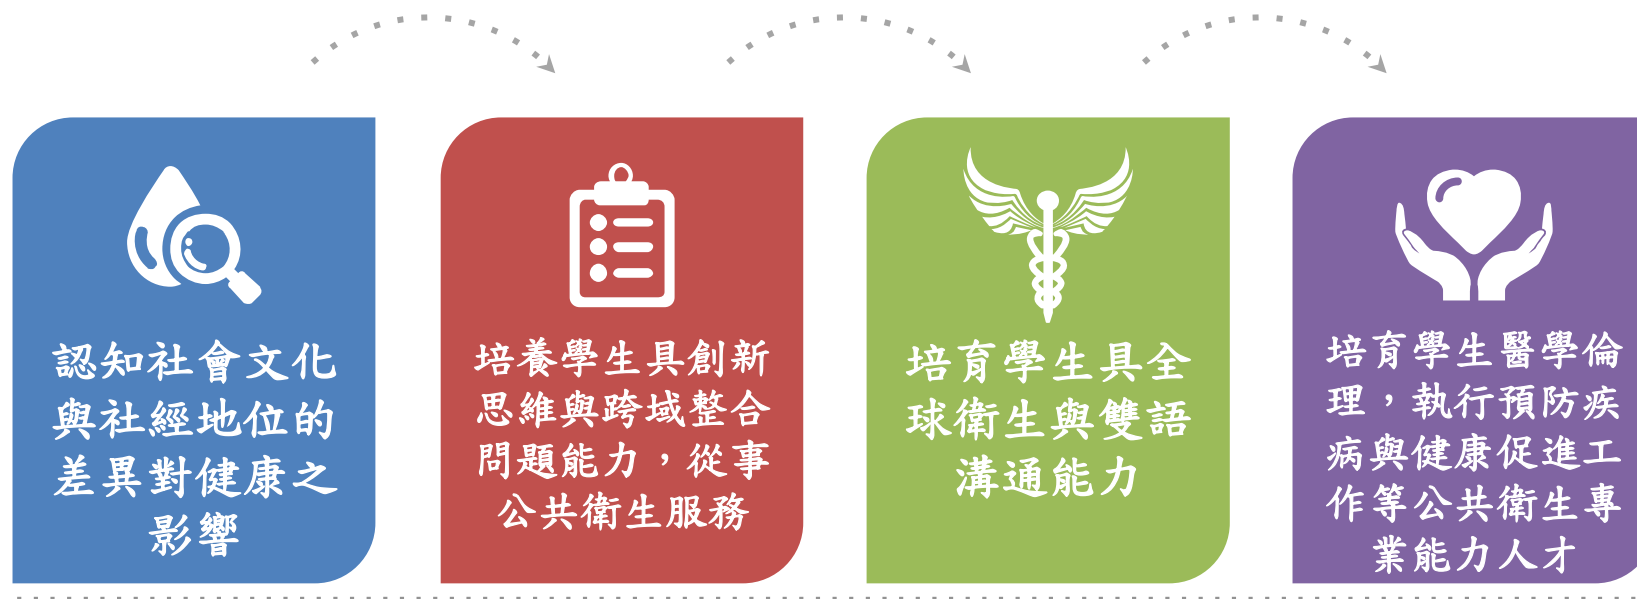 認知社會文化
與社經地位的
差異對健康之
影響
培養學生具創新
思維與跨域整合
問題能力，從事
公共衛生服務
培育學生具全
球衛生與雙語
溝通能力
培育學生醫學倫
理，執行預防疾
病與健康促進工
作等公共衛生專
業能力人才